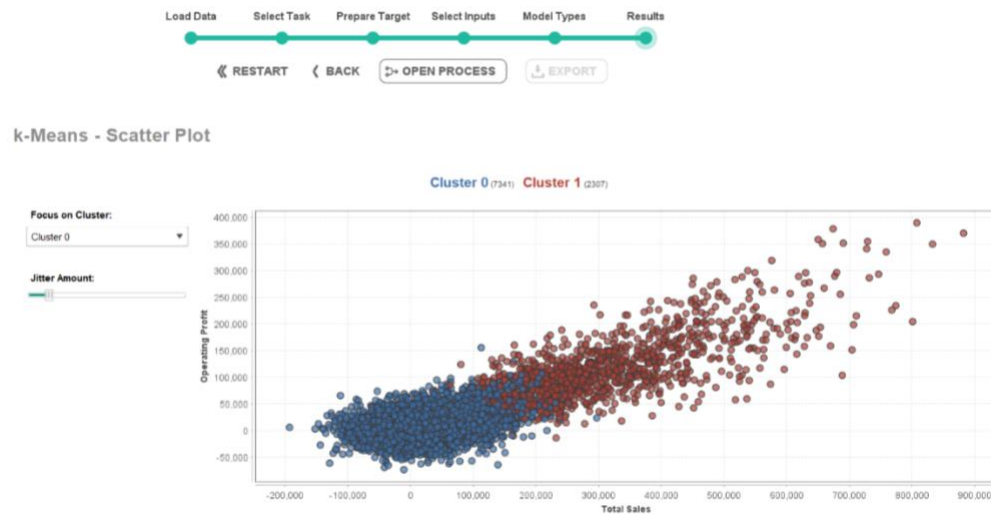 Load Data Select Task Prepare Target Select Inputs Model Types Results
RESTART BACK OPEN PROCESS EXPORT
k-Means - Scatter Plot
Cluster 0 (7341) Cluster 1 (2307)
Focus on Cluster:
Cluster 0
Jitter Amount:
Operating Profit
400,000
350,000
300,000
250,000
200,000
150,000
100,000
50,000
0
-50,000
-200,000 -100,000 0 100,000 200,000 300,000 400,000 500,000 600,000 700,000 800,000 900,000
Total Sales